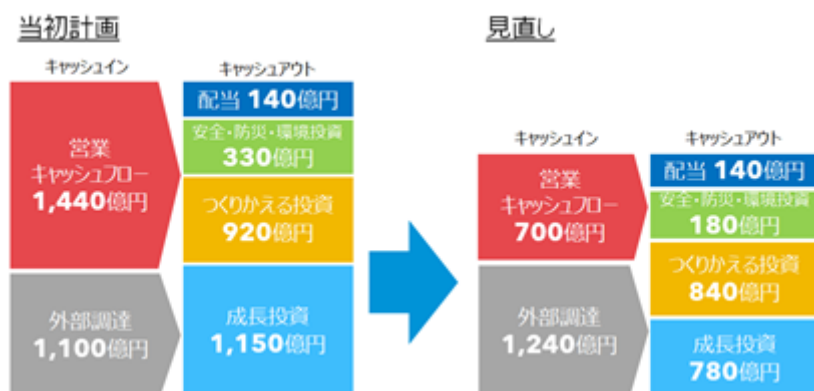 当初計画
キャッシュイン
営業
キャッシュフロー
1,440億円
外部調達
1,100億円
キャッシュアウト
配当 140億円
安全・防災・環境投資
330億円
つくりかえる投資
920億円
成長投資
1,150億円
見直し
キャッシュイン
営業
キャッシュフロー
700億円
外部調達
1,240億円
キャッシュアウト
配当 140億円
安全・防災・環境投資
180億円
つくりかえる投資
840億円
成長投資
780億円